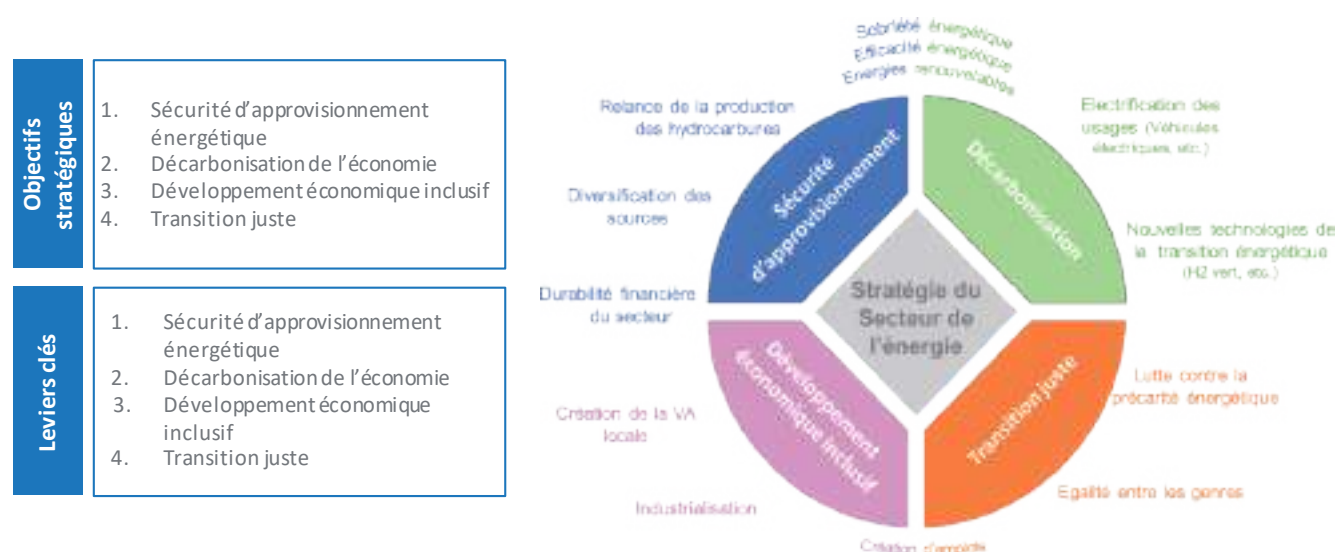 Objectifs
stratégiques
1. Sécurité d'approvisionnement
énergétique
2. Décarbonisation de l'économie
3. Développement économique inclusif
4. Transition juste
Leviers clés
1. Sécurité d'approvisionnement
énergétique
2. Décarbonisation de l'économie
3. Développement économique
inclusif
4. Transition juste
Sobriété énergétique
Efficacité énergétique
Energies renouvelables
Relance de la production
des hydrocarbures
Diversification des
sources
Durabilité financière
du secteur
Sécurité
d'approvisionnement
Décarbonisation
Electrification des
usages (Véhicules
électriques, etc.)
Nouvelles technologies de
la transition énergétique
(H2 vert, etc.)
Stratégie du
Secteur de
l'énergie
Développement
économique inclusif
Transition juste
Création de la VA
locale
Industrialisation
Lutte contre la
précarité énergétique
Egalité entre les genres
Création d'emplois